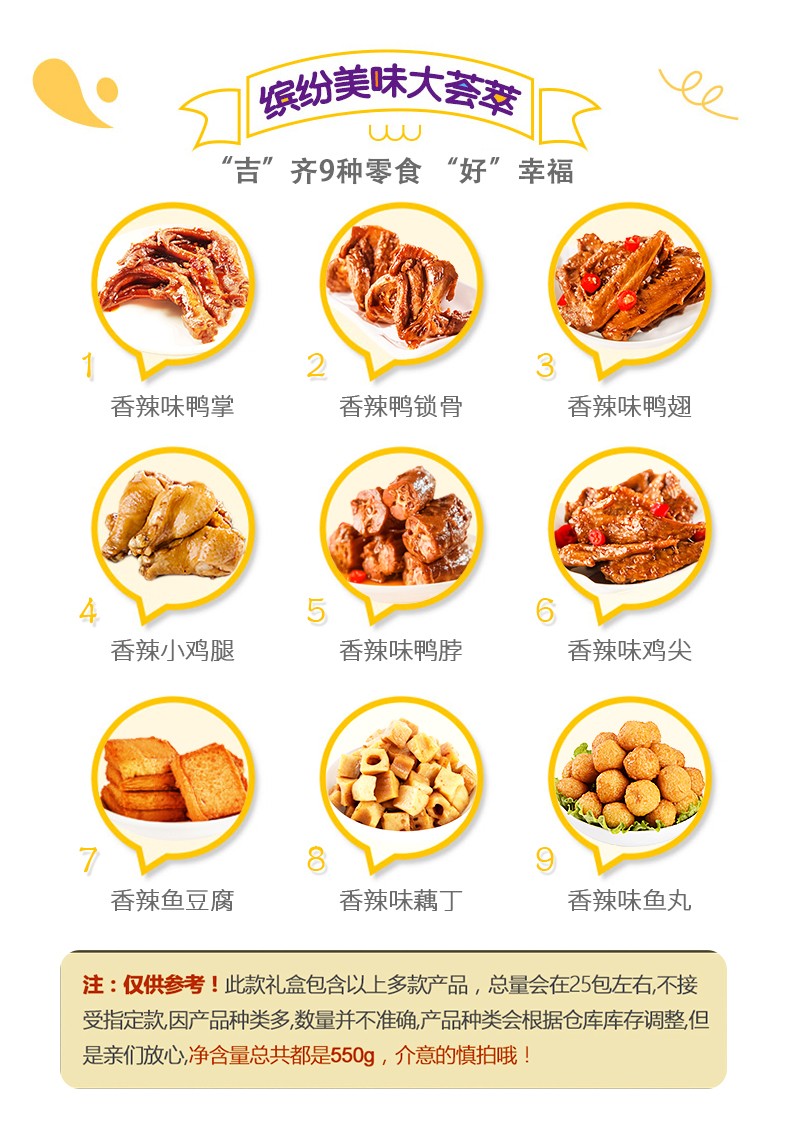 缤纷美味大荟萃
“吉”齐9种零食 “好”幸福
1
香辣味鸭掌
2
香辣鸭锁骨
3
香辣味鸭翅
4
香辣小鸡腿
5
香辣味鸭脖
6
香辣味鸡尖
7
香辣鱼豆腐
8
香辣味藕丁
9
香辣味鱼丸
注：仅供参考！此款礼盒包含以上多款产品，总量会在25包左右,不接
受指定款,因产品种类多,数量并不准确,产品种类会根据仓库库存调整,但
是亲们放心,净含量总共都是550g，介意的慎拍哦！